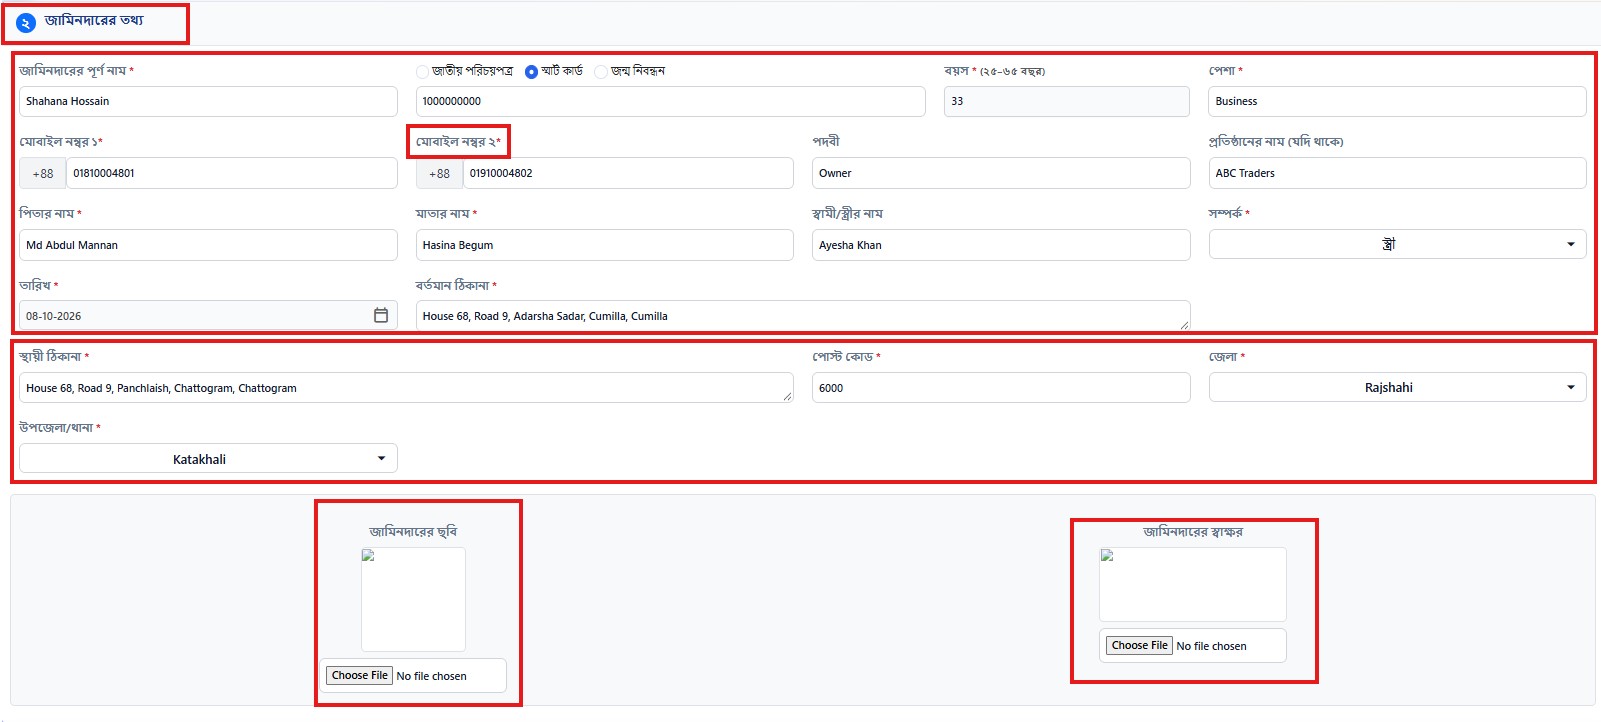 ২ জামিনদারের তথ্য
জামিনদারের পূর্ণ নাম * জাতীয় পরিচয়পত্র স্মার্ট কার্ড জন্ম নিবন্ধন বয়স * (২৫-৬৫ বছর) পেশা *
Shahana Hossain 1000000000 33 Business
মোবাইল নম্বর ১* মোবাইল নম্বর ২* পদবী প্রতিষ্ঠানের নাম (যদি থাকে)
+88 01810004801 +88 01910004802 Owner ABC Traders
পিতার নাম * মাতার নাম * স্বামী/স্ত্রীর নাম সম্পর্ক *
Md Abdul Mannan Hasina Begum Ayesha Khan স্ত্রী
তারিখ * বর্তমান ঠিকানা *
08-10-2026 House 68, Road 9, Adarsha Sadar, Cumilla, Cumilla
স্থায়ী ঠিকানা * পোস্ট কোড * জেলা *
House 68, Road 9, Panchlaish, Chattogram, Chattogram 6000 Rajshahi
উপজেলা/থানা *
Katakhali
জামিনদারের ছবি জামিনদারের স্বাক্ষর
Choose File No file chosen
Choose File No file chosen